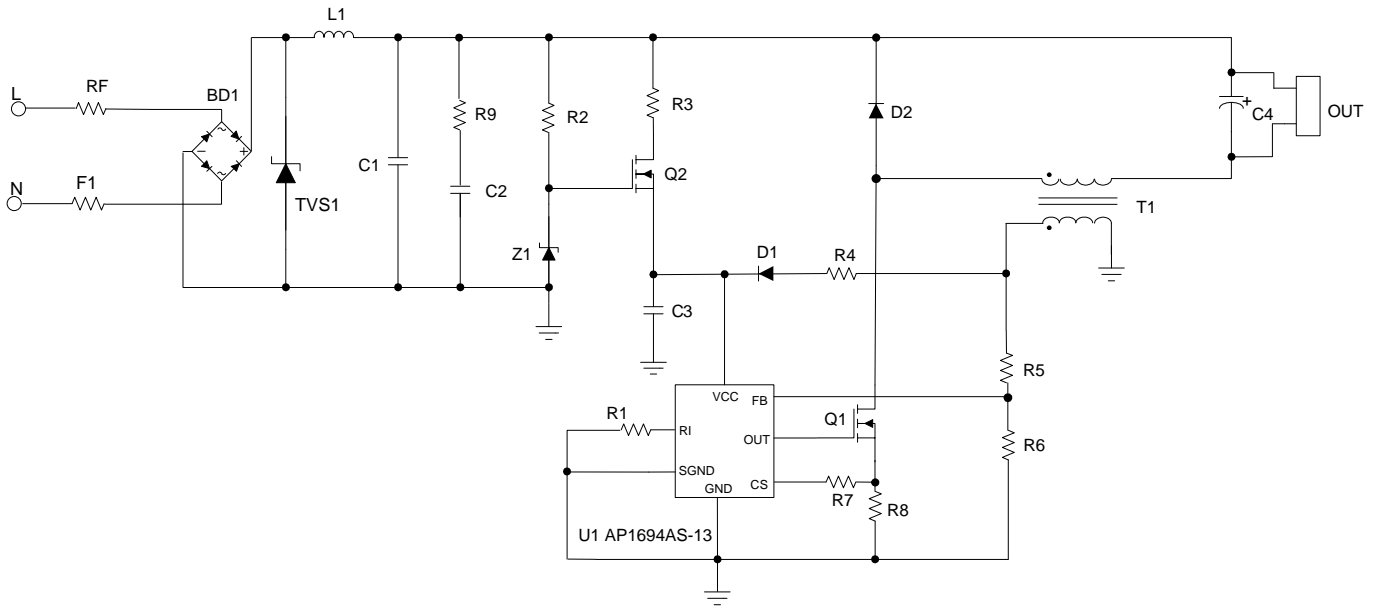 L1
L
RF
BD1
~
- +
~
N
F1
TVS1
C1
R9
C2
R2
Z1
R3
Q2
D2
+
C4
OUT
T1
D1
R4
C3
R5
R6
VCC
FB
RI
OUT
SGND
CS
GND
R1
Q1
R7
R8
U1 AP1694AS-13